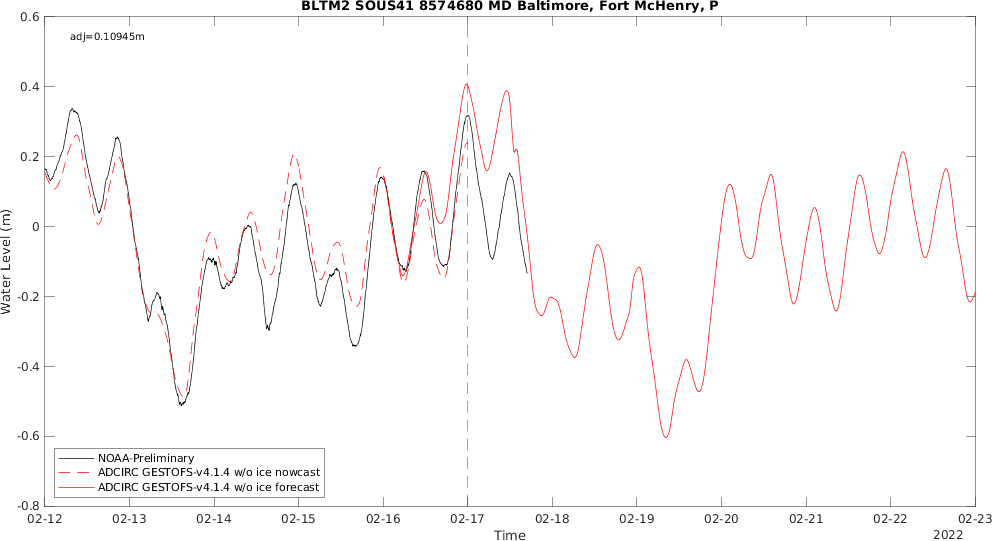 BLTM2 SOUS41 8574680 MD Baltimore, Fort McHenry, P
adj=0.10945m
0.6
0.4
0.2
0
-0.2
-0.4
-0.6
-0.8
Water Level (m)
NOAA-Preliminary
ADCIRC GESTOFS-v4.1.4 w/o ice nowcast
ADCIRC GESTOFS-v4.1.4 w/o ice forecast
02-12 02-13 02-14 02-15 02-16 02-17 02-18 02-19 02-20 02-21 02-22 02-23
Time
2022